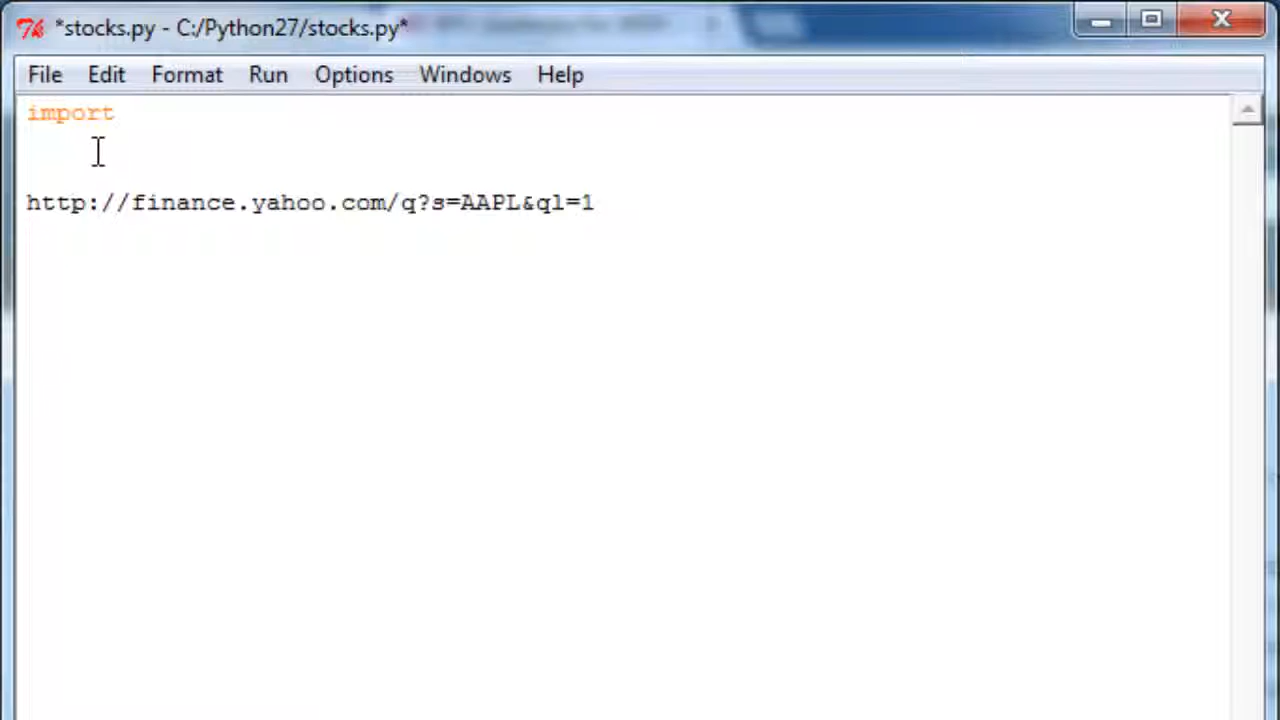 *stocks.py - C:/Python27/stocks.py*
File Edit Format Run Options Windows Help
import
http://finance.yahoo.com/q?s=AAPL&ql=1